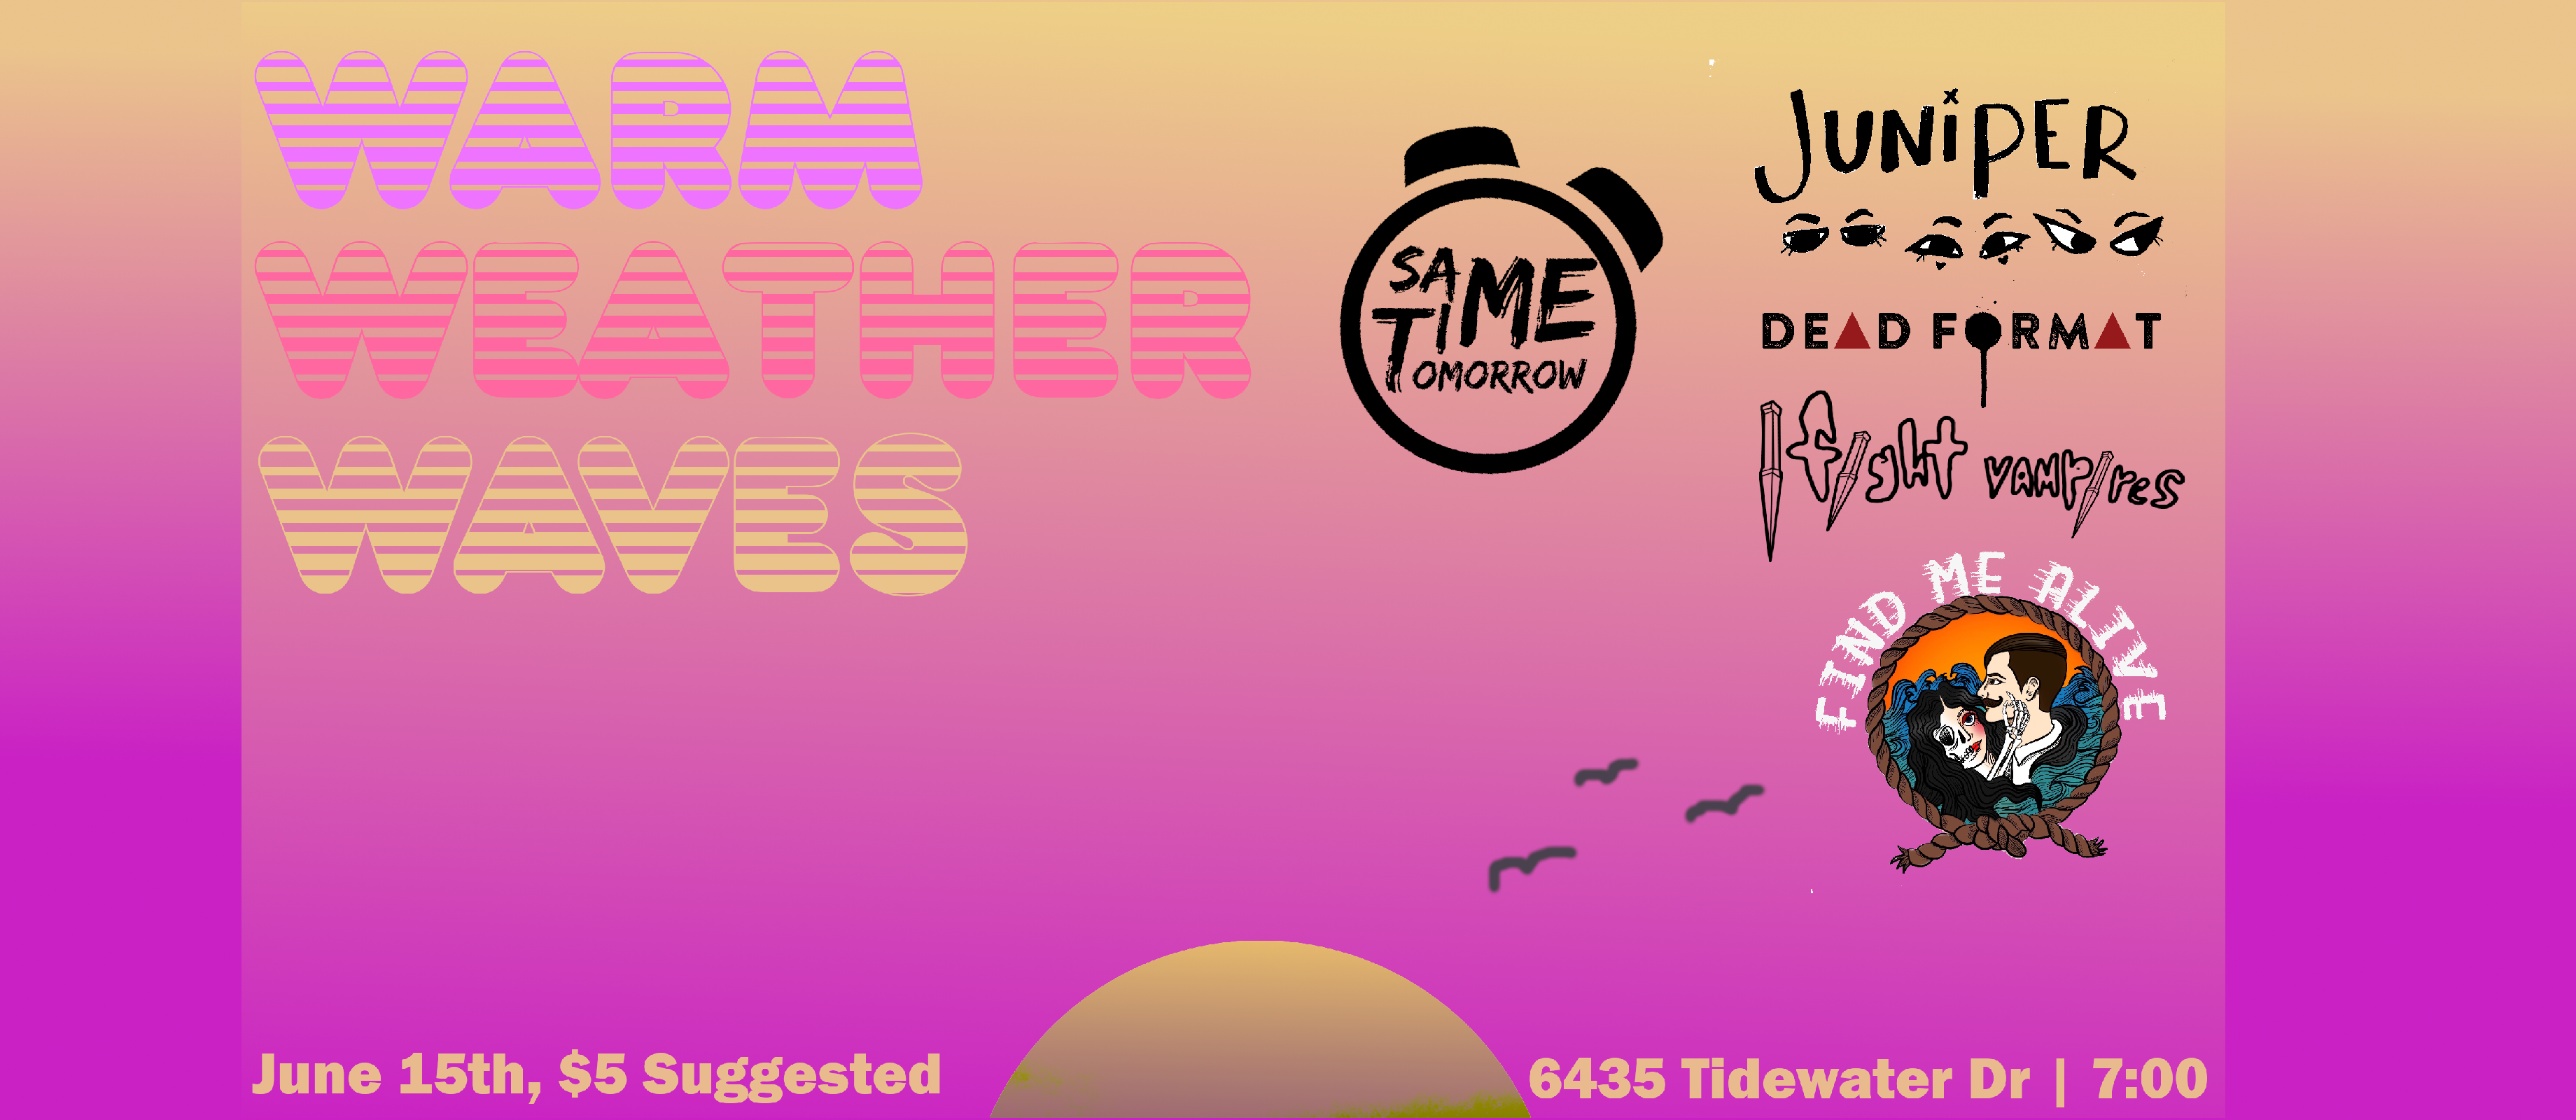 WARM
WEATHER
WAVES
SAME
TIME
TOMORROW
JUNiPER
DEAD FORMAT
I fight vampires
FIND ME ALIVE
June 15th, $5 Suggested
6435 Tidewater Dr | 7:00